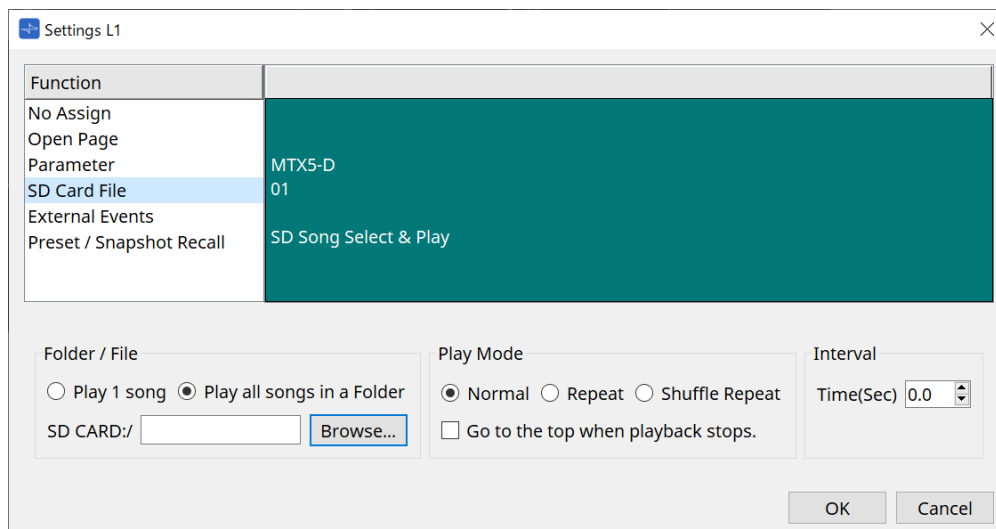 Settings L1
Function
No Assign
Open Page
Parameter
SD Card File
External Events
Preset / Snapshot Recall
MTX5-D
01
SD Song Select & Play
Folder / File
Play 1 song Play all songs in a Folder
SD CARD:/ Browse...
Play Mode
Normal Repeat Shuffle Repeat
Go to the top when playback stops.
Interval
Time(Sec) 0.0
OK Cancel